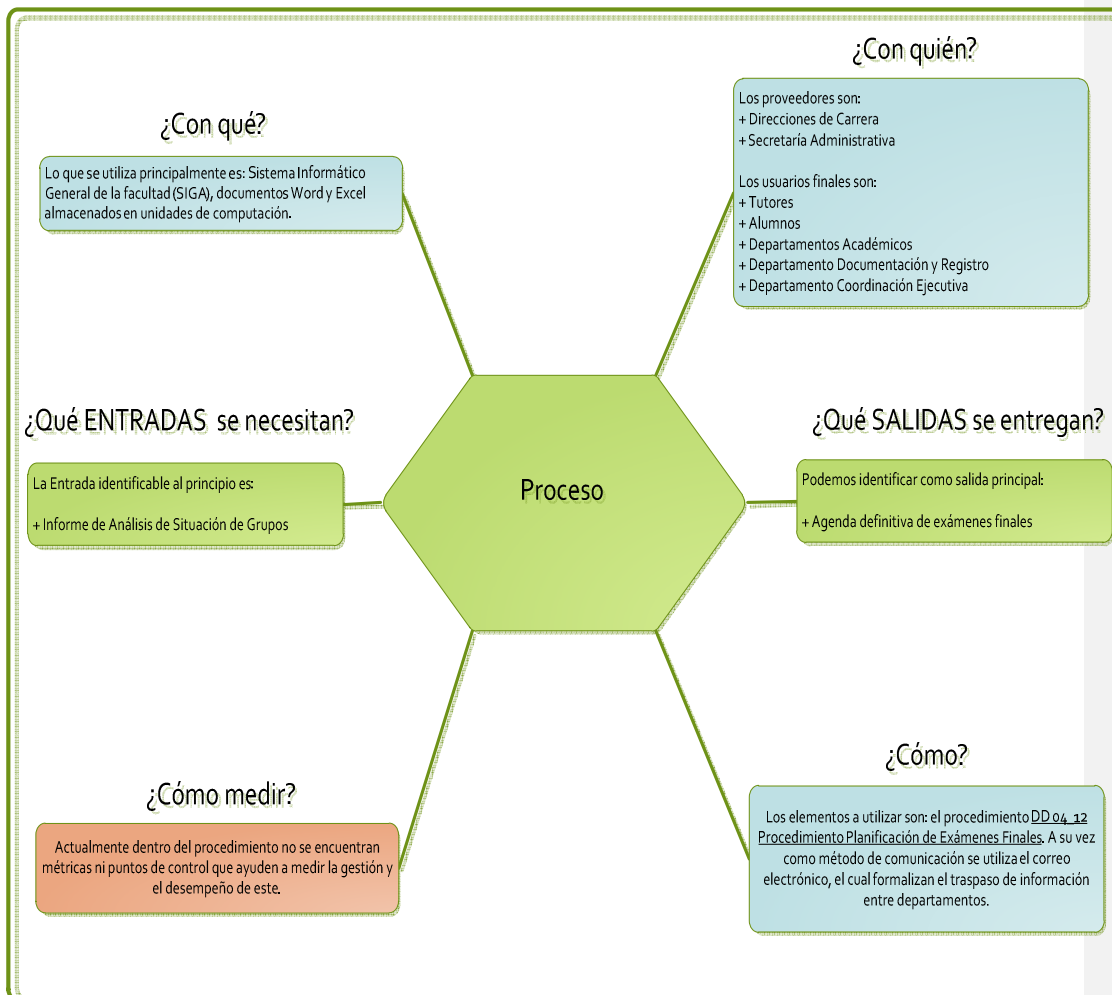 ¿Con qué?
Lo que se utiliza principalmente es: Sistema Informático
General de la facultad (SIGA), documentos Word y Excel
almacenados en unidades de computación.
¿Con quién?
Los proveedores son:
+ Direcciones de Carrera
+ Secretaría Administrativa
Los usuarios finales son:
+ Tutores
+ Alumnos
+ Departamentos Académicos
+ Departamento Documentación y Registro
+ Departamento Coordinación Ejecutiva
¿Qué ENTRADAS se necesitan?
La Entrada identificable al principio es:
+ Informe de Análisis de Situación de Grupos
Proceso
¿Qué SALIDAS se entregan?
Podemos identificar como salida principal:
+ Agenda definitiva de exámenes finales
¿Cómo medir?
Actualmente dentro del procedimiento no se encuentran
métricas ni puntos de control que ayuden a medir la gestión y
el desempeño de este.
¿Cómo?
Los elementos a utilizar son: el procedimiento DD 04_12
Procedimiento Planificación de Exámenes Finales. A su vez
como método de comunicación se utiliza el correo
electrónico, el cual formalizan el traspaso de información
entre departamentos.